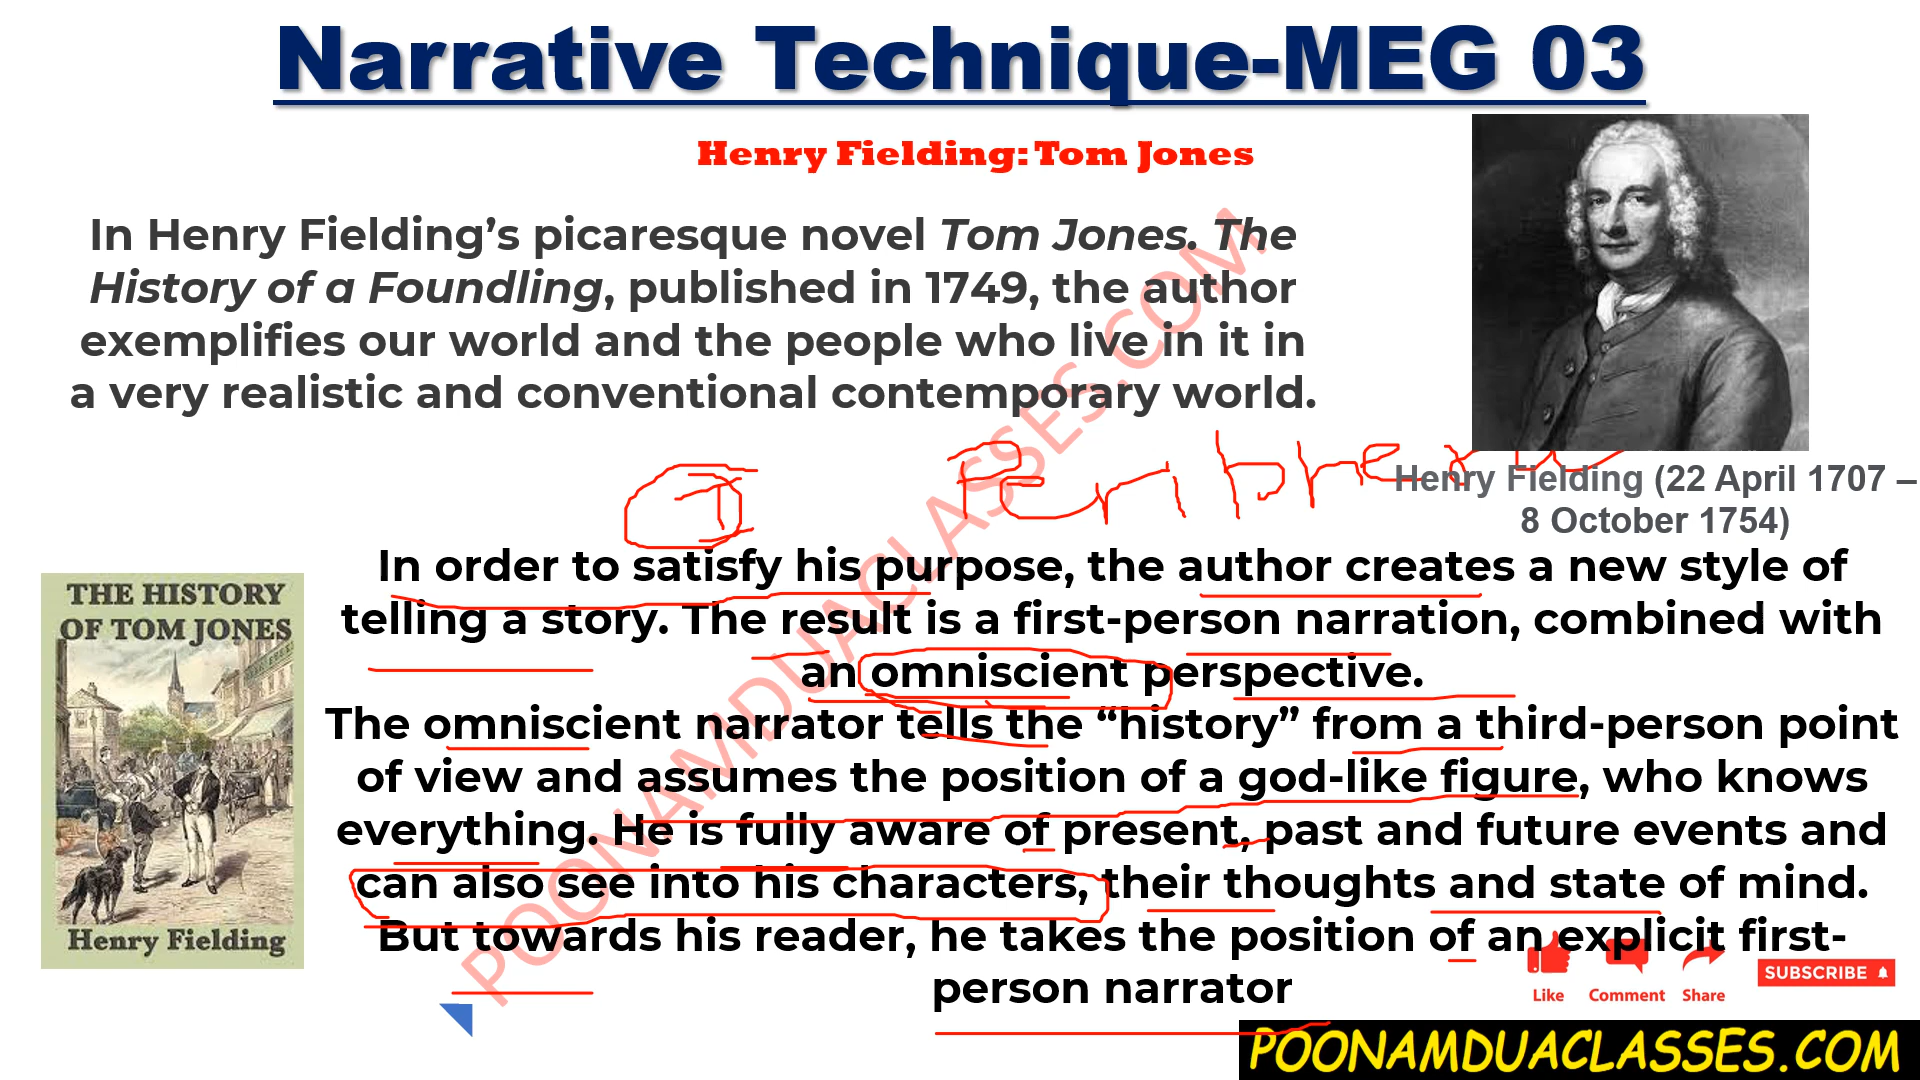 Narrative Technique-MEG 03
Henry Fielding: Tom Jones
In Henry Fielding’s picaresque novel Tom Jones. The
History of a Foundling, published in 1749, the author
exemplifies our world and the people who live in it in
a very realistic and conventional contemporary world.
Henry Fielding (22 April 1707 –
8 October 1754)
I
In order to satisfy his purpose, the author creates a new style of
telling a story. The result is a first-person narration, combined with
an omniscient perspective.
The omniscient narrator tells the “history” from a third-person point
of view and assumes the position of a god-like figure, who knows
everything. He is fully aware of present, past and future events and
can also see into his characters, their thoughts and state of mind.
But towards his reader, he takes the position of an explicit first-
person narrator
THE HISTORY
OF TOM JONES
Henry Fielding
POONAMDUACLASSES.COM
Like Comment Share
SUBSCRIBE
POONAMDUACLASSES.COM